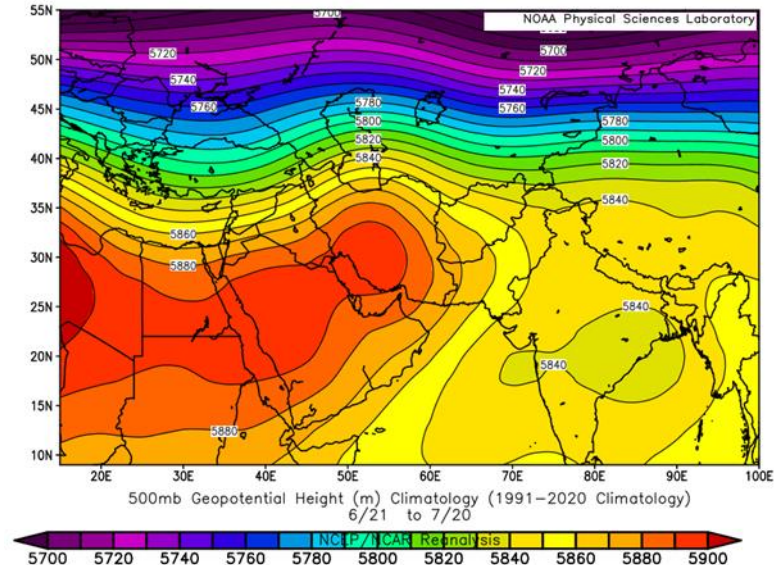 NOAA Physical Sciences Laboratory
55N
50N
45N
40N
35N
30N
25N
20N
15N
10N
5700
5700
5720
5720
5740
5740
5760
5760
5780
5780
5800
5800
5820
5820
5840
5840
5860
5880
5840
5840
5880
20E 30E 40E 50E 60E 70E 80E 90E 100E
500mb Geopotential Height (m) Climatology (1991-2020 Climatology)
6/21 to 7/20
NCEP/NCAR Reanalysis
5700 5720 5740 5760 5780 5800 5820 5840 5860 5880 5900